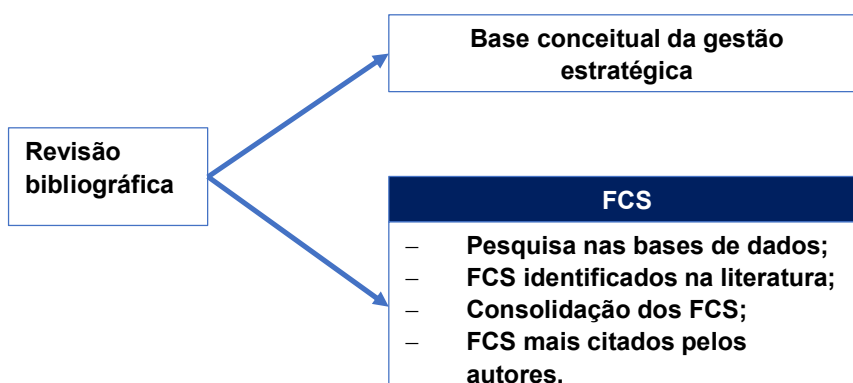 Base conceitual da gestão
estratégica
Revisão
bibliográfica
FCS
– Pesquisa nas bases de dados;
– FCS identificados na literatura;
– Consolidação dos FCS;
– FCS mais citados pelos
autores.